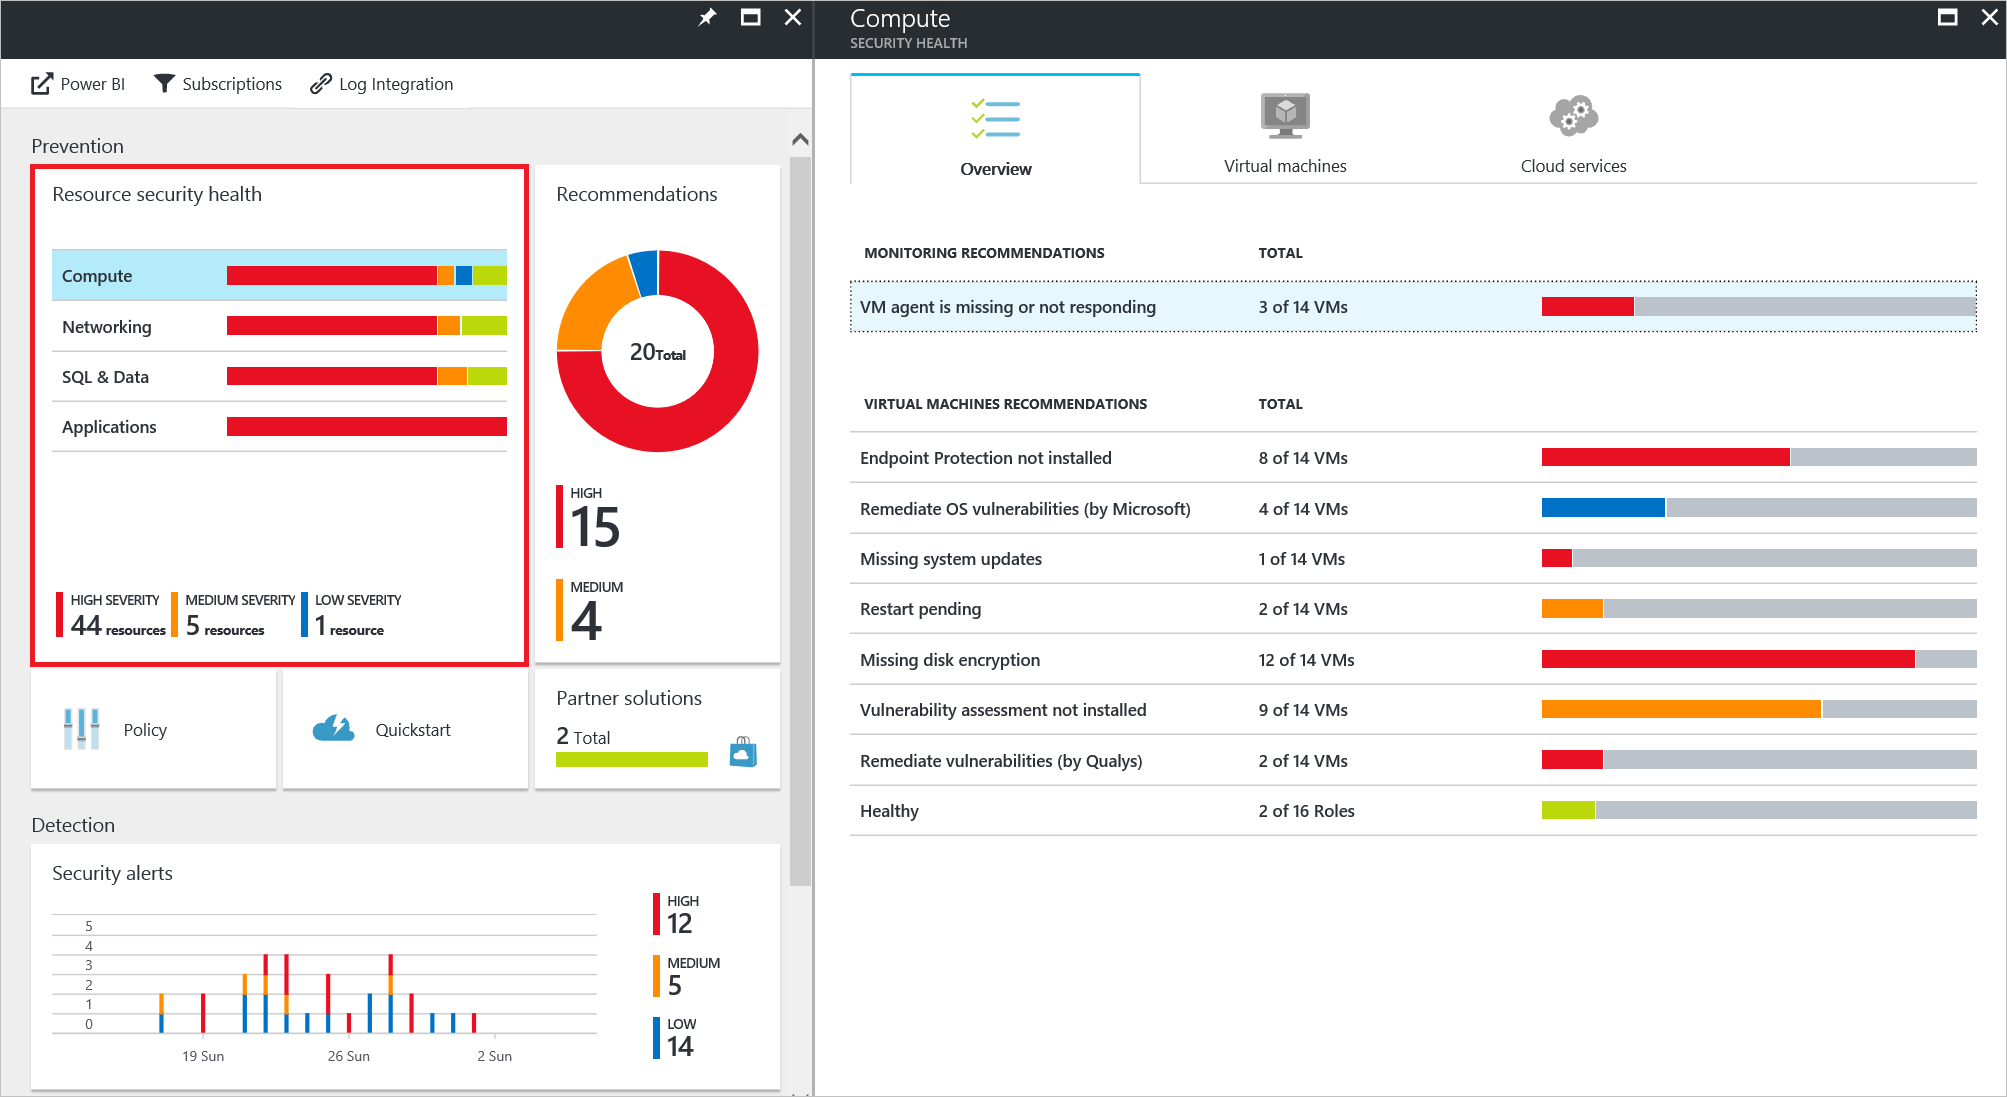 Power BI
Subscriptions
Log Integration
Prevention
Resource security health
Compute
Networking
SQL & Data
Applications
HIGH SEVERITY
44 resources
MEDIUM SEVERITY
5 resources
LOW SEVERITY
1 resource
Recommendations
20Total
HIGH
15
MEDIUM
4
Policy
Quickstart
Partner solutions
2 Total
Detection
Security alerts
5
4
3
2
1
0
19 Sun
26 Sun
2 Sun
HIGH
12
MEDIUM
5
LOW
14
Compute
SECURITY HEALTH
Overview
Virtual machines
Cloud services
MONITORING RECOMMENDATIONS TOTAL
VM agent is missing or not responding 3 of 14 VMs
VIRTUAL MACHINES RECOMMENDATIONS TOTAL
Endpoint Protection not installed 8 of 14 VMs
Remediate OS vulnerabilities (by Microsoft) 4 of 14 VMs
Missing system updates 1 of 14 VMs
Restart pending 2 of 14 VMs
Missing disk encryption 12 of 14 VMs
Vulnerability assessment not installed 9 of 14 VMs
Remediate vulnerabilities (by Qualys) 2 of 14 VMs
Healthy 2 of 16 Roles